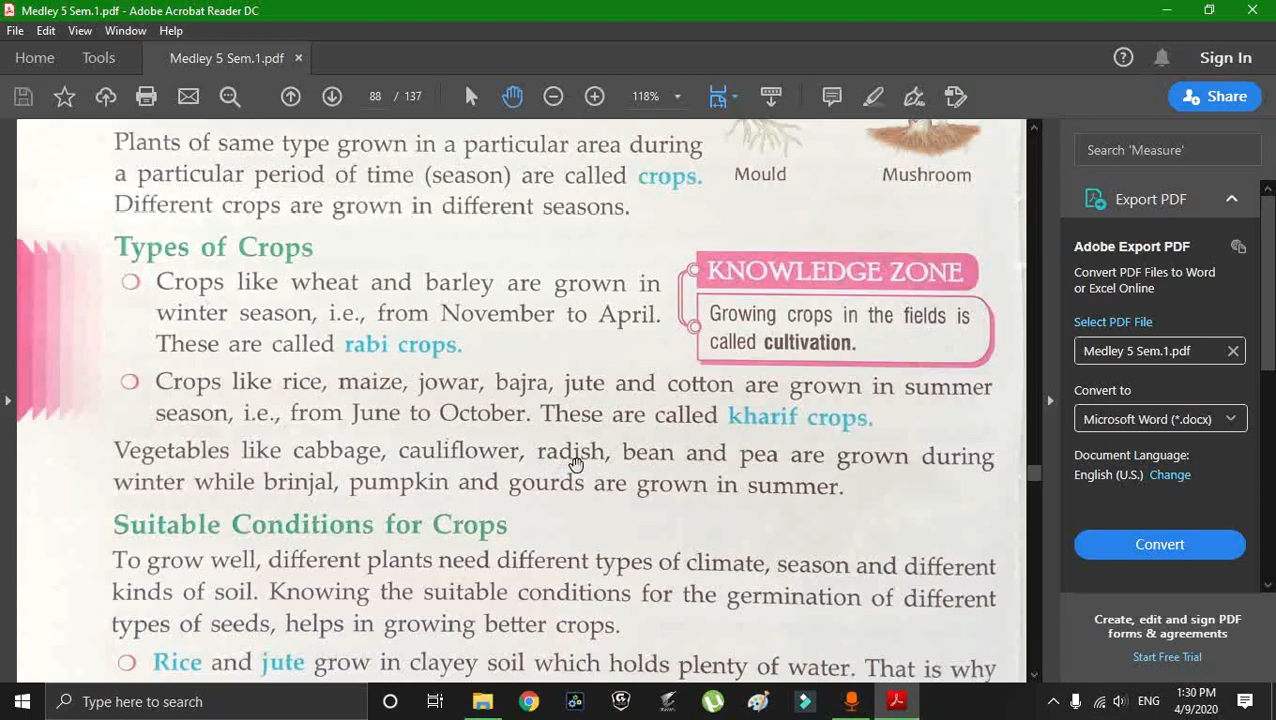 Medley 5 Sem.1.pdf - Adobe Acrobat Reader DC
File Edit View Window Help
Home Tools Medley 5 Sem.1.pdf × Sign In
88 / 137 118% Share
Plants of same type grown in a particular area during
a particular period of time (season) are called crops.
Different crops are grown in different seasons.
Mould Mushroom
Types of Crops
Crops like wheat and barley are grown in
winter season, i.e., from November to April.
These are called rabi crops.
KNOWLEDGE ZONE
Growing crops in the fields is
called cultivation.
Crops like rice, maize, jowar, bajra, jute and cotton are grown in summer
season, i.e., from June to October. These are called kharif crops.
Vegetables like cabbage, cauliflower, radish, bean and pea are grown during
winter while brinjal, pumpkin and gourds are grown in summer.
Suitable Conditions for Crops
To grow well, different plants need different types of climate, season and different
kinds of soil. Knowing the suitable conditions for the germination of different
types of seeds, helps in growing better crops.
Rice and jute grow in clayey soil which holds plenty of water. That is why
Search 'Measure'
Export PDF
Adobe Export PDF
Convert PDF Files to Word
or Excel Online
Select PDF File
Medley 5 Sem.1.pdf
Convert to
Microsoft Word (*.docx)
Document Language:
English (U.S.) Change
Convert
Create, edit and sign PDF
forms & agreements
Start Free Trial
Type here to search
ENG
1:30 PM
4/9/2020